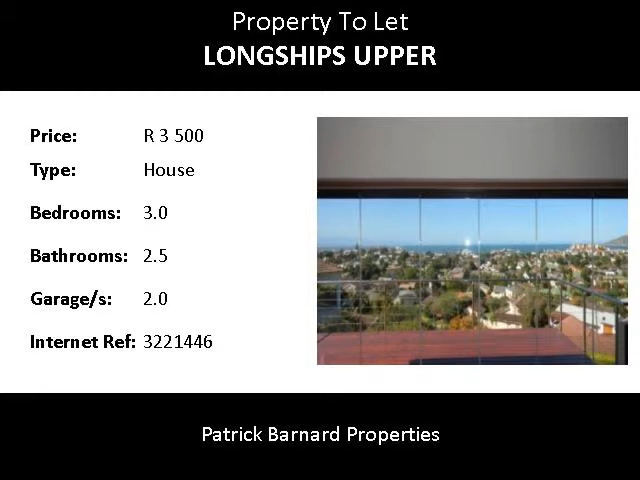 Property To Let
LONGSHIPS UPPER
Price: R 3 500
Type: House
Bedrooms: 3.0
Bathrooms: 2.5
Garage/s: 2.0
Internet Ref: 3221446
Patrick Barnard Properties